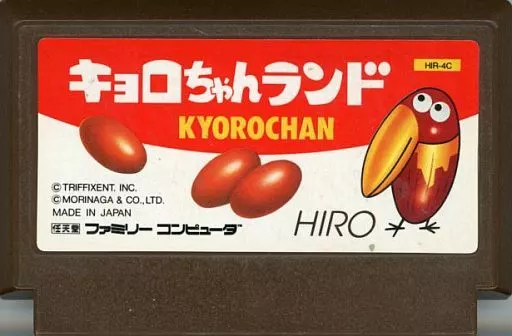 HIR-4C
キョロちゃんランド
KYOROCHAN
© TRIFFIXENT. INC.
© MORINAGA & CO., LTD.
MADE IN JAPAN
任天堂 ファミリー コンピュータ
HIRO